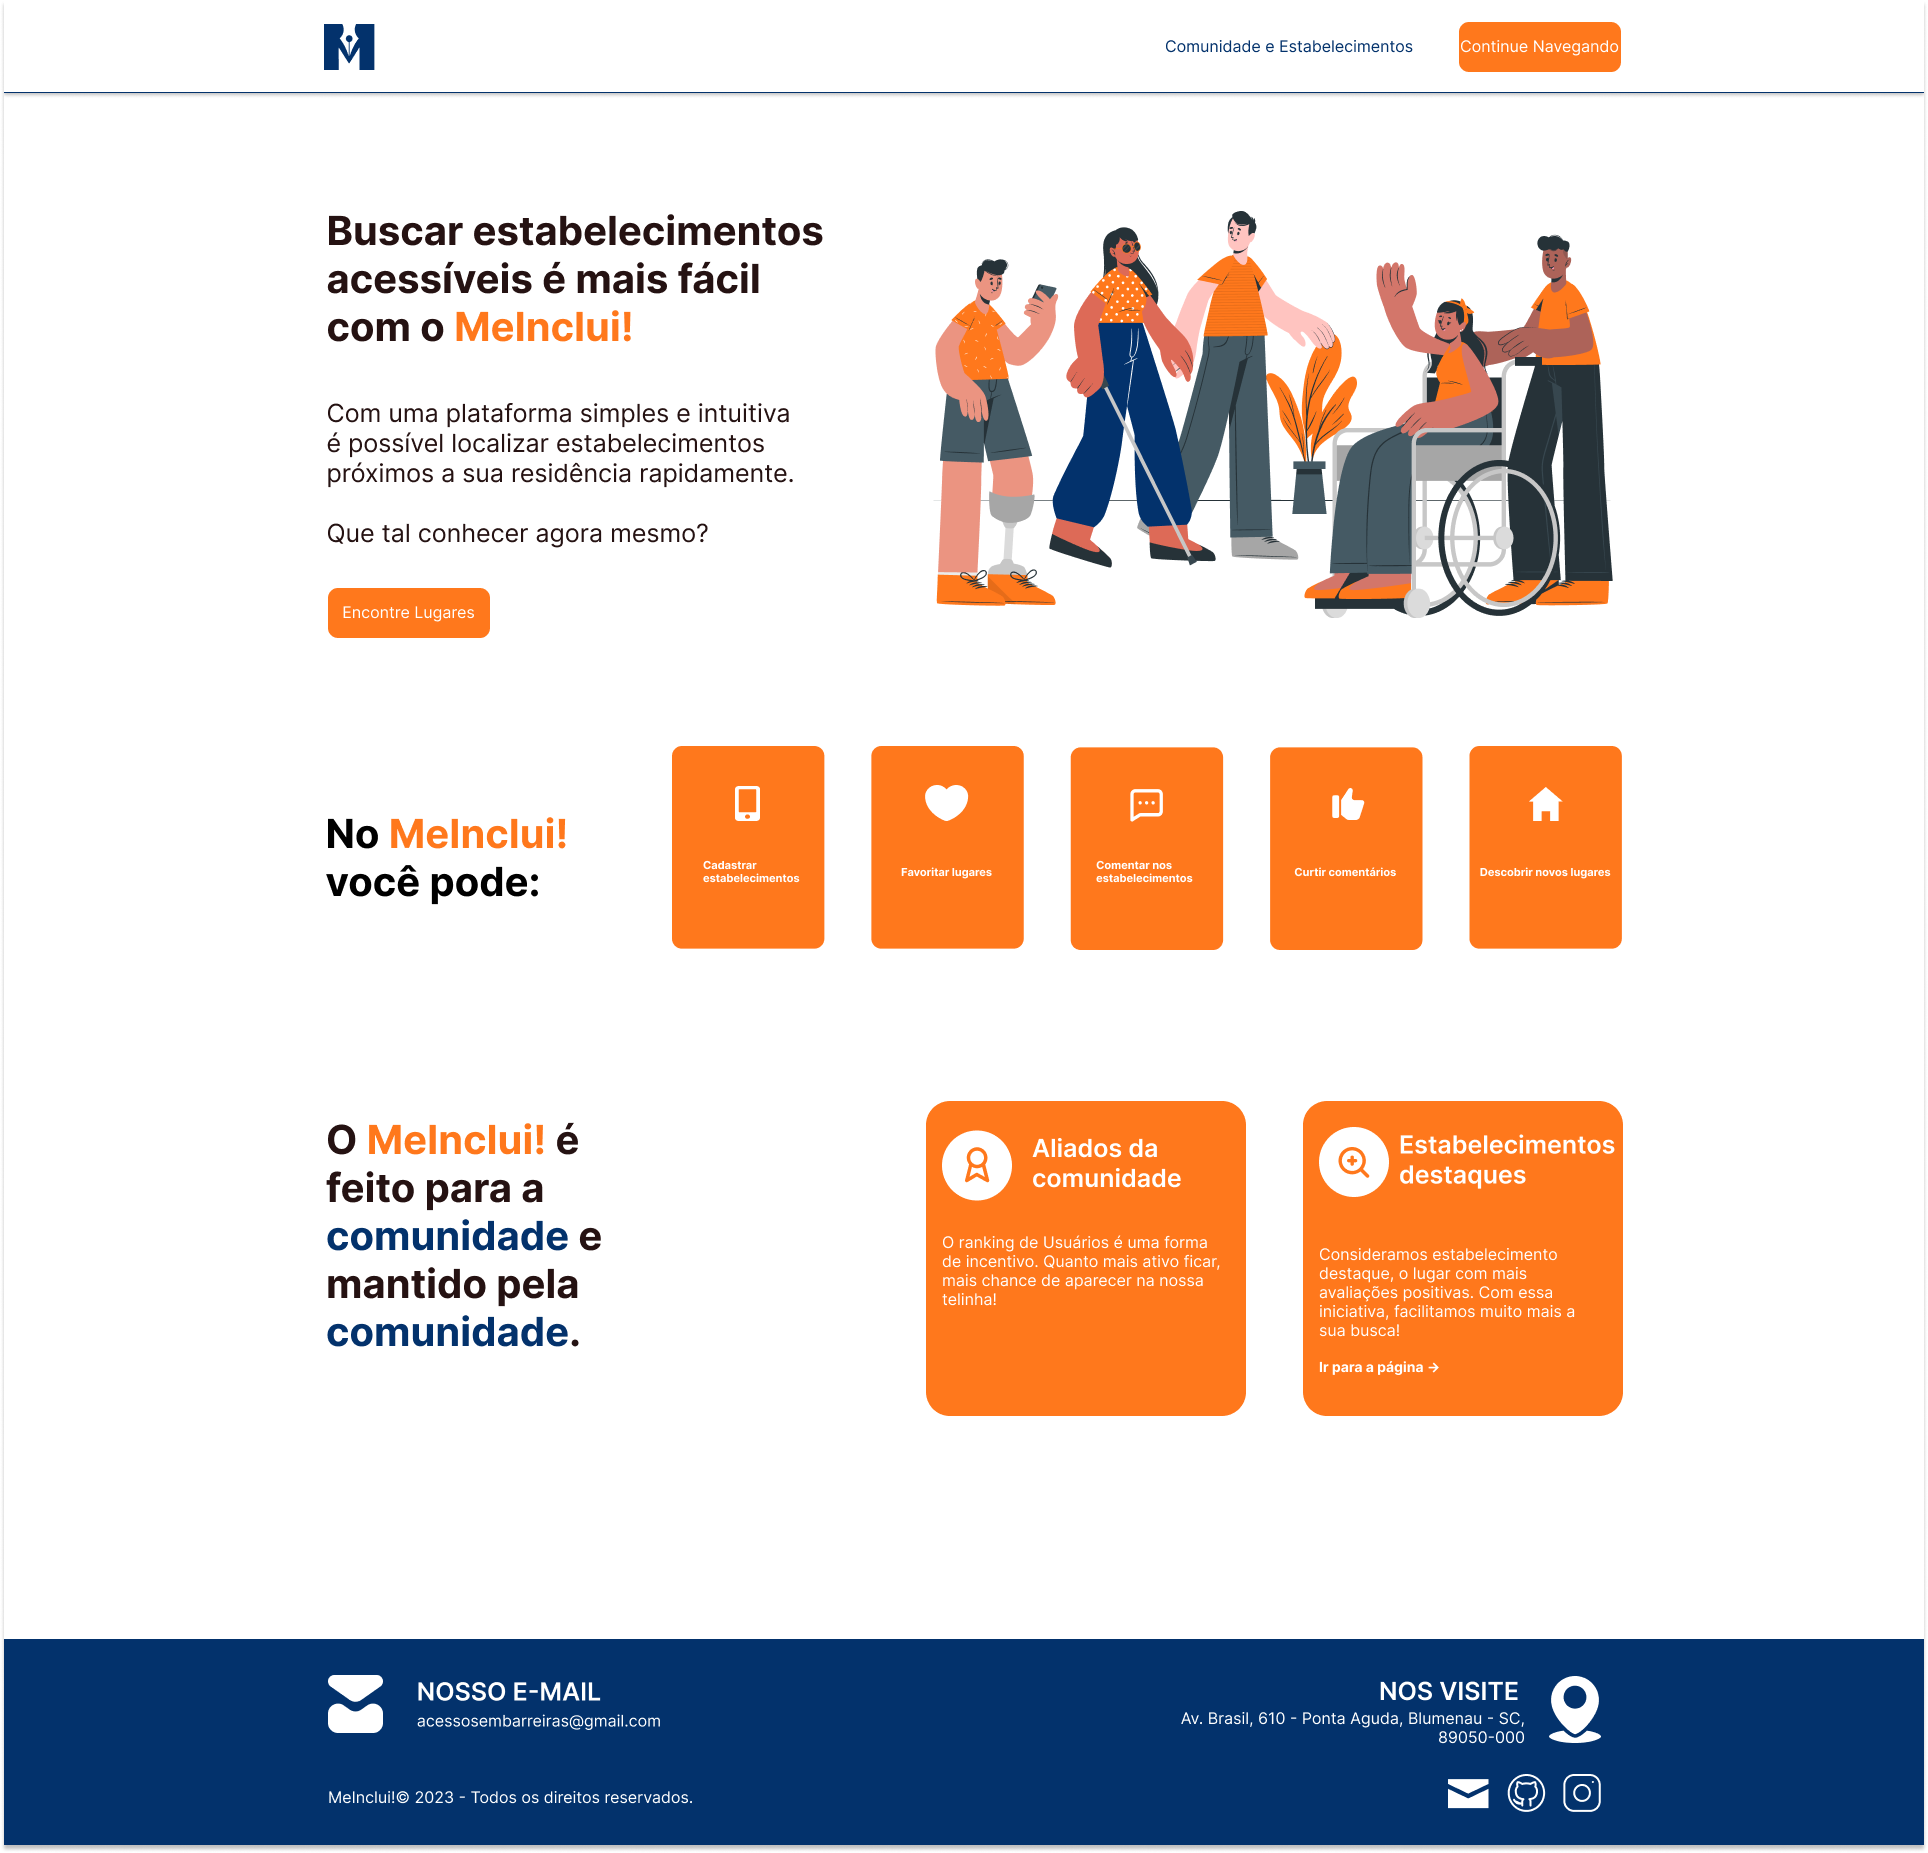 Comunidade e Estabelecimentos
Continue Navegando
Buscar estabelecimentos
acessíveis é mais fácil
com o MeInclui!
Com uma plataforma simples e intuitiva
é possível localizar estabelecimentos
próximos a sua residência rapidamente.
Que tal conhecer agora mesmo?
Encontre Lugares
No MeInclui!
você pode:
Cadastrar
estabelecimentos
Favoritar lugares
Comentar nos
estabelecimentos
Curtir comentários
Descobrir novos lugares
O MeInclui! é
feito para a
comunidade e
mantido pela
comunidade.
Aliados da
comunidade
O ranking de Usuários é uma forma
de incentivo. Quanto mais ativo ficar,
mais chance de aparecer na nossa
telinha!
Estabelecimentos
destaques
Consideramos estabelecimento
destaque, o lugar com mais
avaliações positivas. Com essa
iniciativa, facilitamos muito mais a
sua busca!
Ir para a página →
NOSSO E-MAIL
acessosembarreiras@gmail.com
NOS VISITE
Av. Brasil, 610 - Ponta Aguda, Blumenau - SC,
89050-000
MeInclui!© 2023 - Todos os direitos reservados.